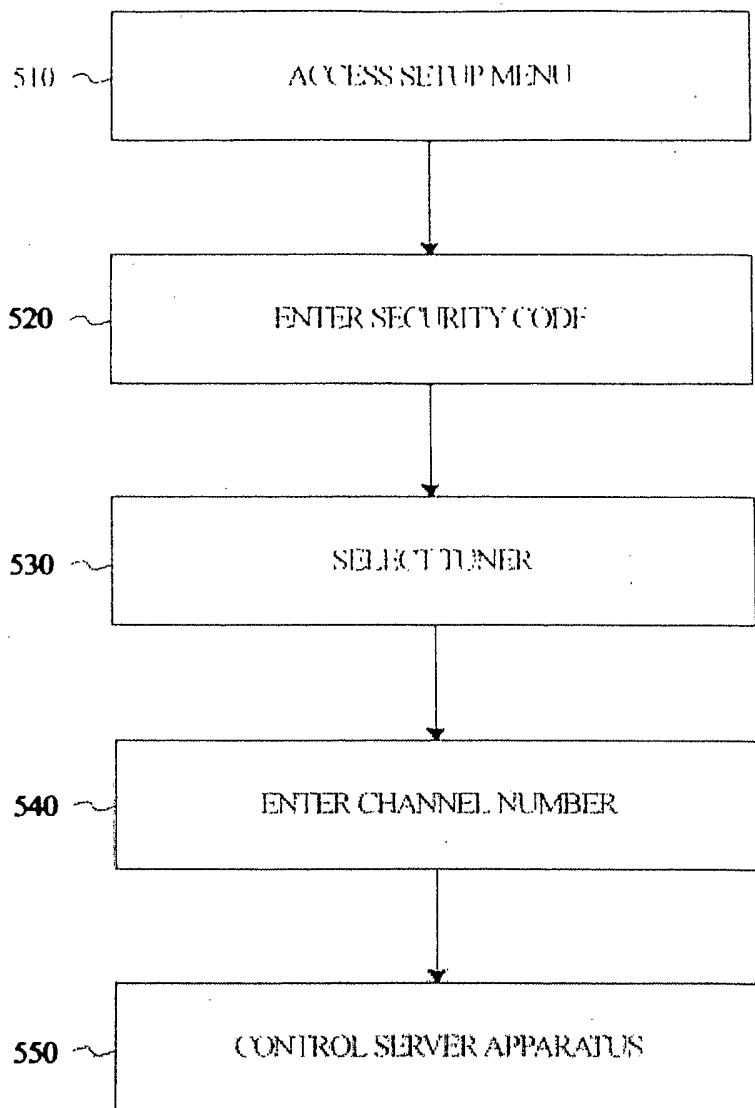 510 ACCESS SETUP MENU
520 ENTER SECURITY CODE
530 SELECT TUNER
540 ENTER CHANNEL NUMBER
550 CONTROL SERVER APPARATUS